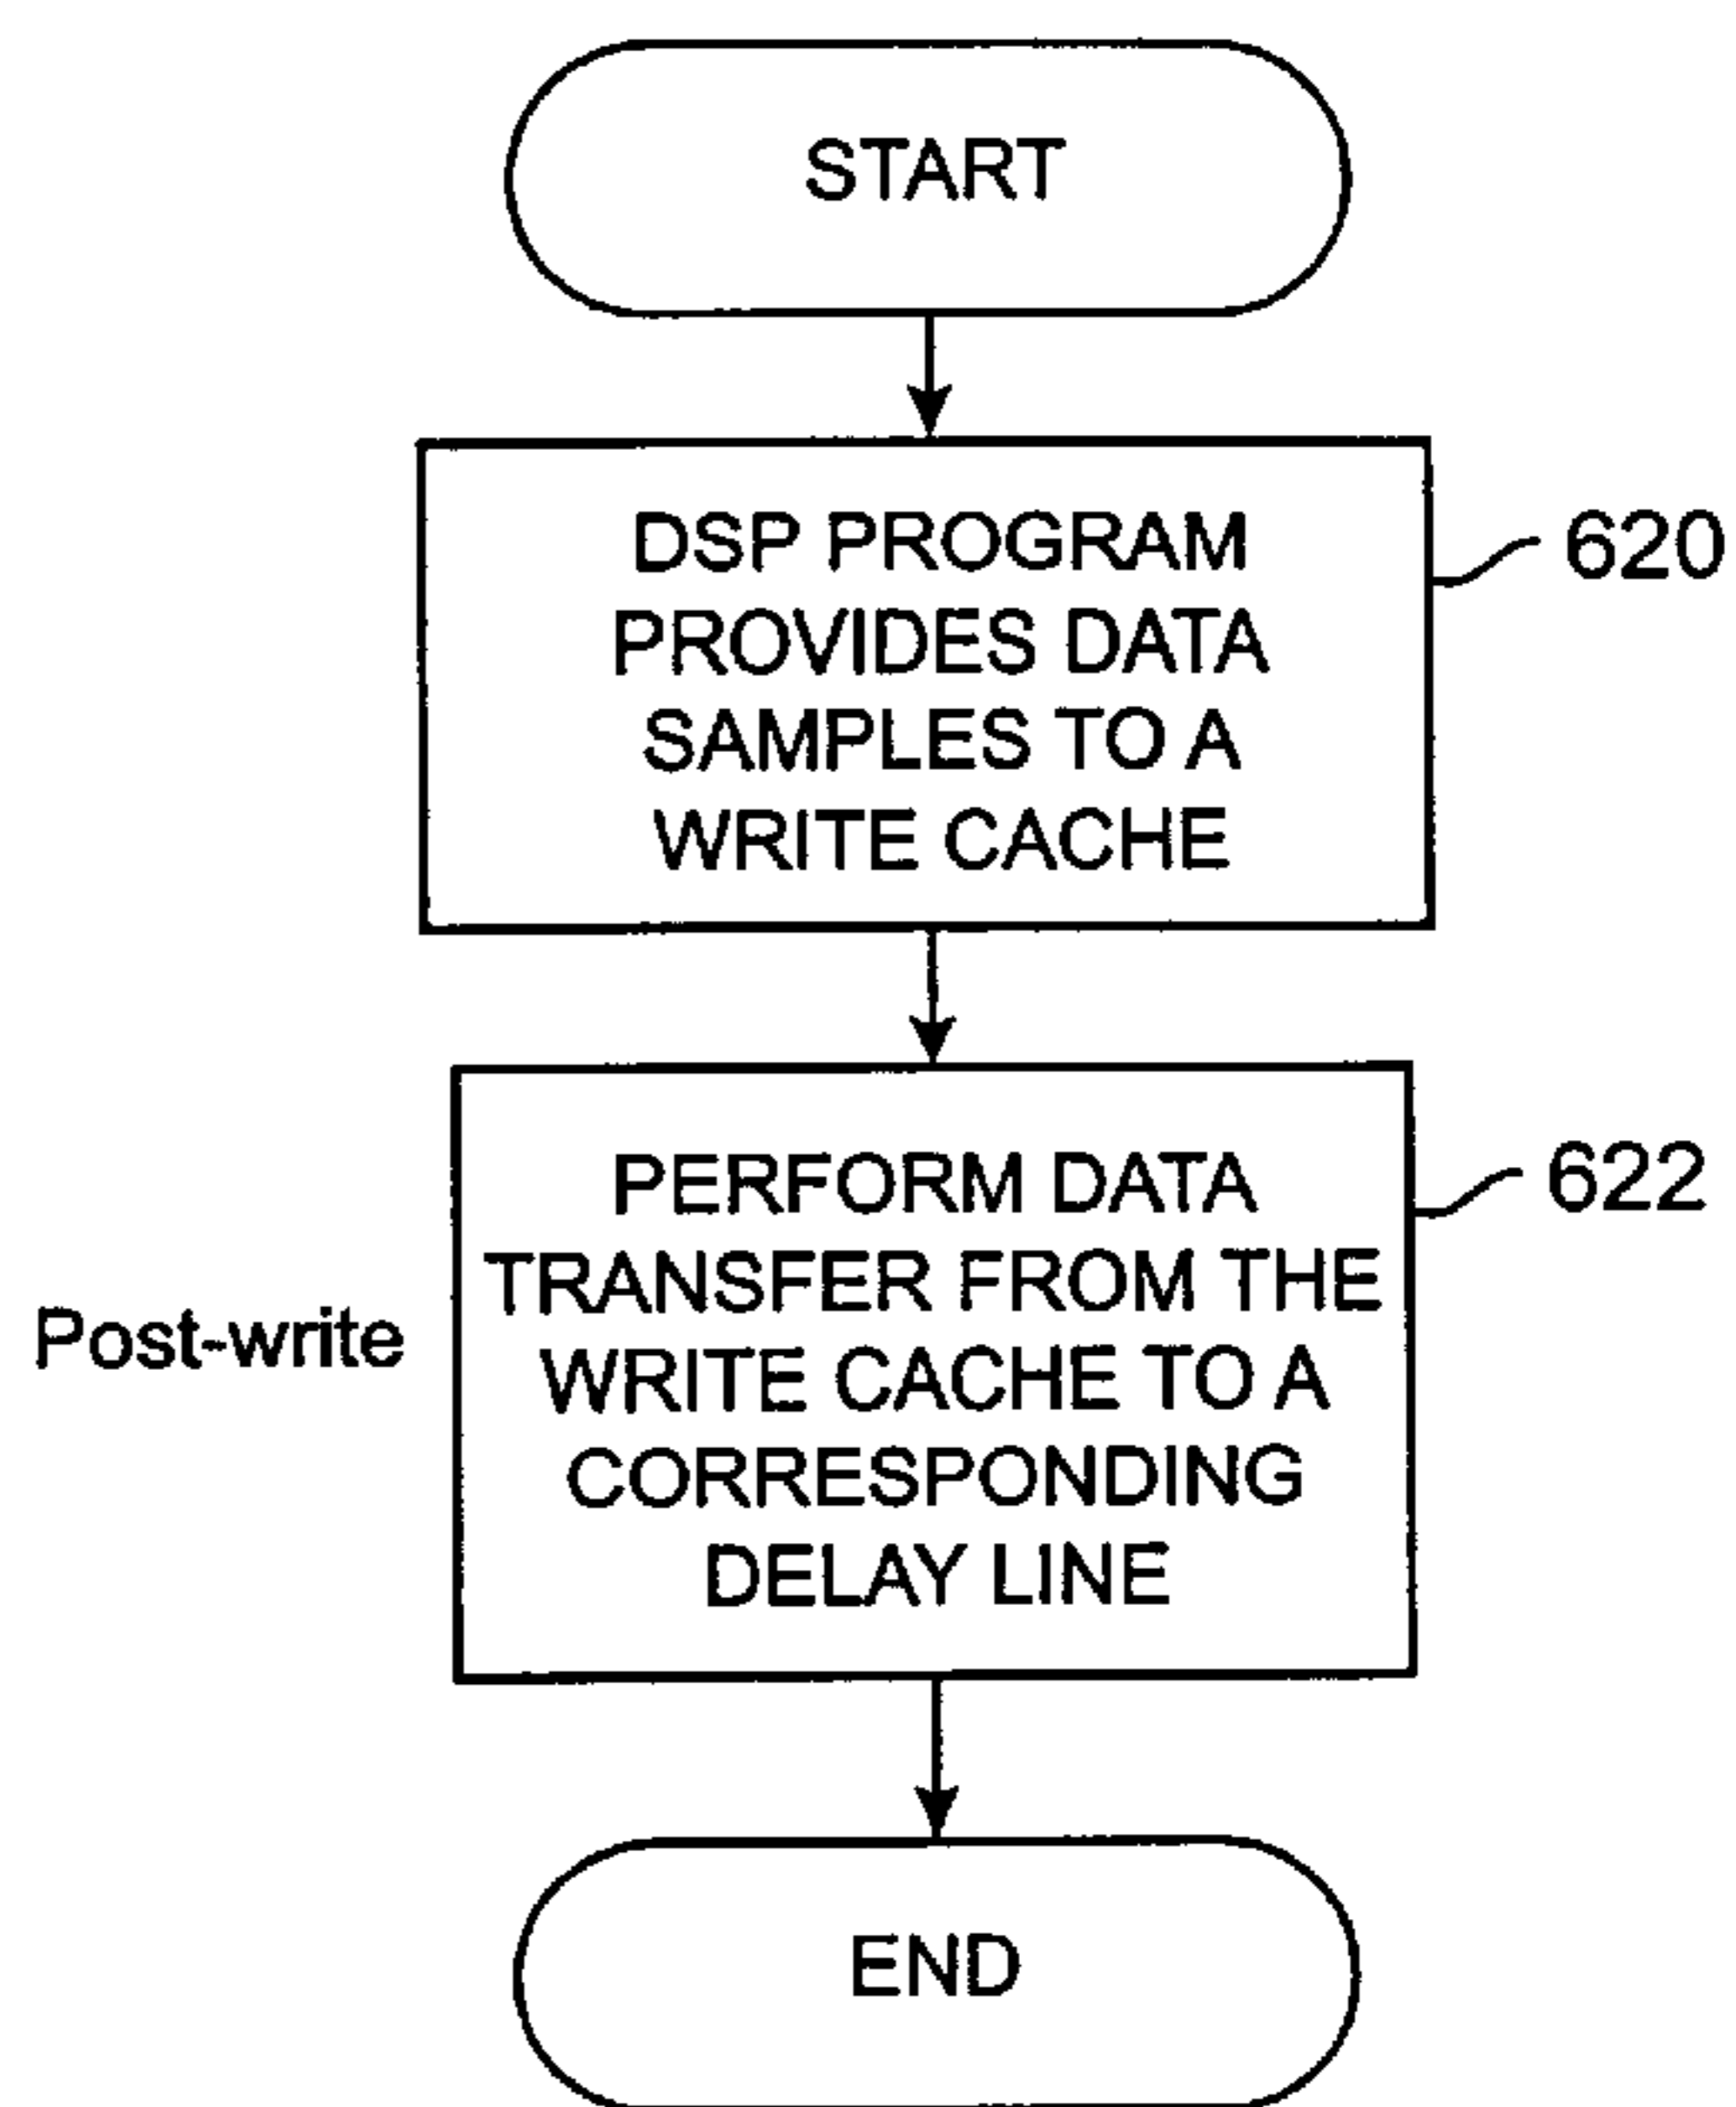 START
DSP PROGRAM
PROVIDES DATA
SAMPLES TO A
WRITE CACHE
620
PERFORM DATA
TRANSFER FROM THE
WRITE CACHE TO A
CORRESPONDING
DELAY LINE
622
Post-write
END